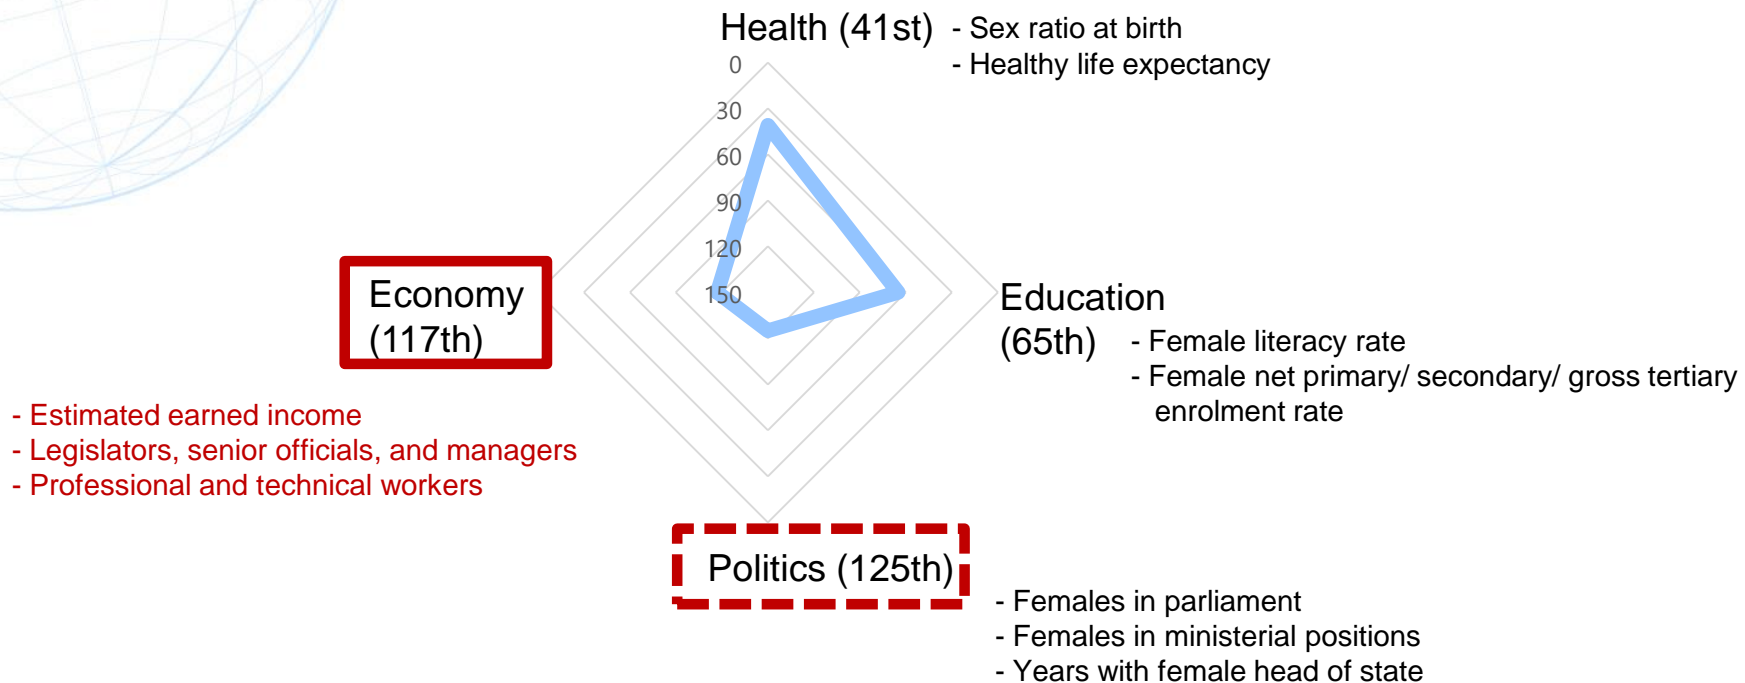 Health (41st)
- Sex ratio at birth
- Healthy life expectancy
0
30
60
90
120
150
Economy
(117th)
- Estimated earned income
- Legislators, senior officials, and managers
- Professional and technical workers
Education
(65th)
- Female literacy rate
- Female net primary/ secondary/ gross tertiary
enrolment rate
Politics (125th)
- Females in parliament
- Females in ministerial positions
- Years with female head of state